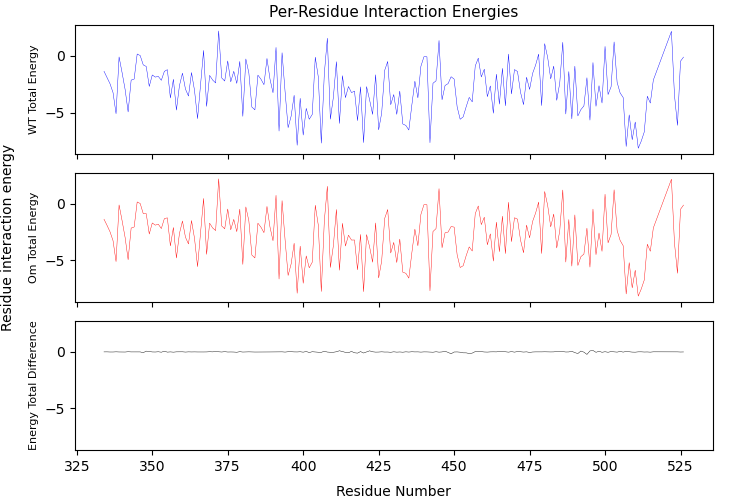 Per-Residue Interaction Energies
Residue interaction energy
WT Total Energy
0
−5
Om Total Energy
0
−5
Energy Total Difference
0
−5
325 350 375 400 425 450 475 500 525
Residue Number